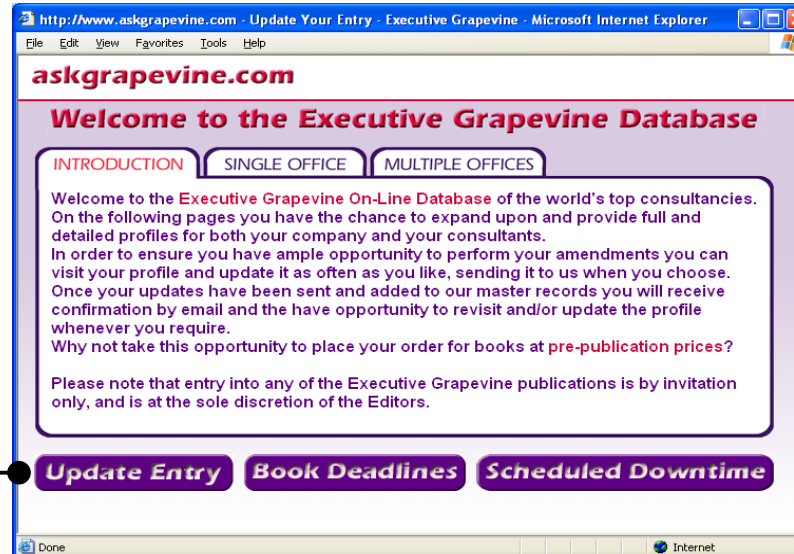 http://www.askgrapevine.com - Update Your Entry - Executive Grapevine - Microsoft Internet Explorer
File Edit View Favorites Tools Help
askgrapevine.com
Welcome to the Executive Grapevine Database
INTRODUCTION SINGLE OFFICE MULTIPLE OFFICES
Welcome to the Executive Grapevine On-Line Database of the world's top consultancies.
On the following pages you have the chance to expand upon and provide full and
detailed profiles for both your company and your consultants.
In order to ensure you have ample opportunity to perform your amendments you can
visit your profile and update it as often as you like, sending it to us when you choose.
Once your updates have been sent and added to our master records you will receive
confirmation by email and the have opportunity to revisit and/or update the profile
whenever you require.
Why not take this opportunity to place your order for books at pre-publication prices?
Please note that entry into any of the Executive Grapevine publications is by invitation
only, and is at the sole discretion of the Editors.
Update Entry Book Deadlines Scheduled Downtime
Done Internet